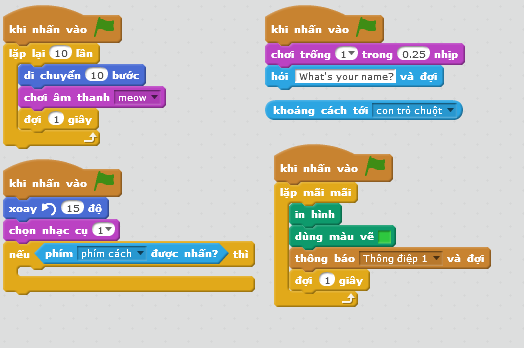 khi nhấn vào
lặp lại 10 lần
di chuyển 10 bước
chơi âm thanh meow
đợi 1 giây
khi nhấn vào
chơi trống 1 trong 0.25 nhịp
hỏi What's your name? và đợi
khoảng cách tới con trỏ chuột
khi nhấn vào
xoay 15 độ
chọn nhạc cụ 1
nếu phím phím cách được nhấn? thì
khi nhấn vào
lặp mãi mãi
in hình
dùng màu vẽ
thông báo Thông điệp 1 và đợi
đợi 1 giây